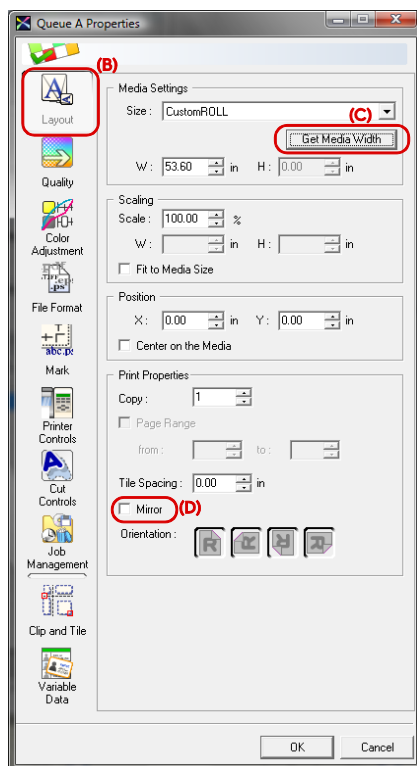 Queue A Properties
(B)
Layout
Quality
Color
Adjustment
File Format
abc.ps
Mark
Printer
Controls
Cut
Controls
Job
Management
Clip and Tile
Variable
Data
Media Settings
Size : CustomROLL
(C)
Get Media Width
W : 53.60 in H : 0.00 in
Scaling
Scale : 100.00 %
W : in H : in
Fit to Media Size
Position
X : 0.00 in Y : 0.00 in
Center on the Media
Print Properties
Copy : 1
Page Range
from : to :
Tile Spacing : 0.00 in
Mirror (D)
Orientation : R R R R
OK Cancel